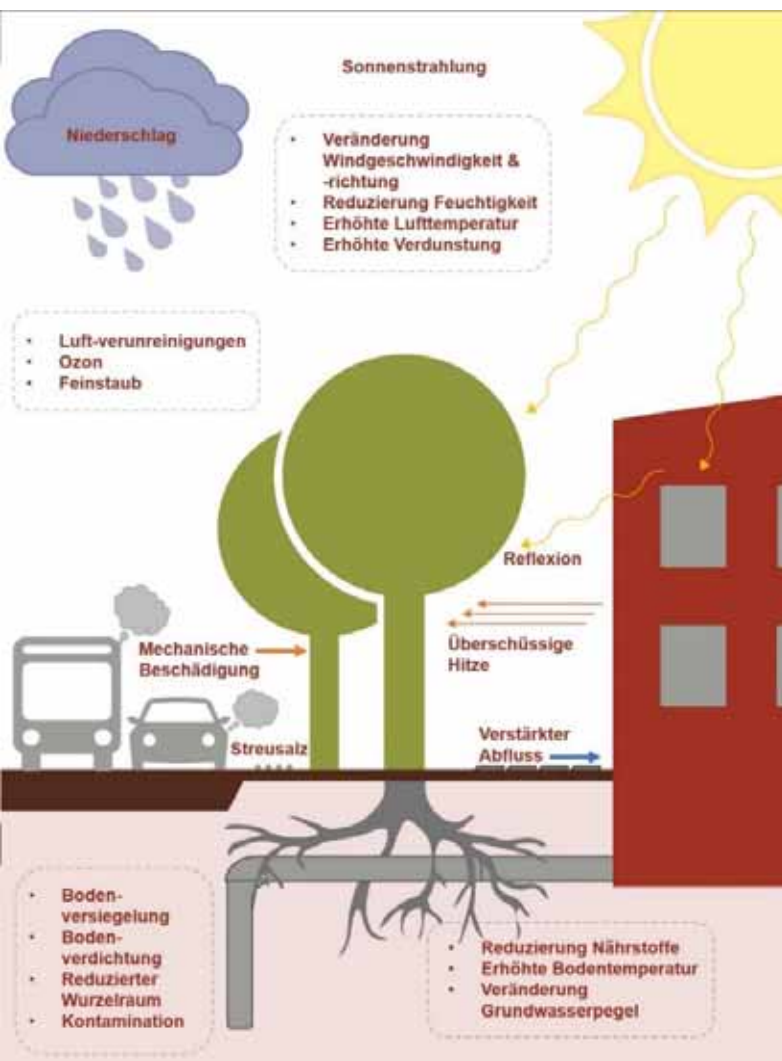 Sonnenstrahlung
Niederschlag
• Veränderung
Windgeschwindigkeit &
-richtung
• Reduzierung Feuchtigkeit
• Erhöhte Lufttemperatur
• Erhöhte Verdunstung
• Luft-verunreinigungen
• Ozon
• Feinstaub
Reflexion
Mechanische
Beschädigung
Überschüssige
Hitze
Streusalz
Verstärkter
Abfluss
• Boden-
versiegelung
• Boden-
verdichtung
• Reduzierter
Wurzelraum
• Kontamination
• Reduzierung Nährstoffe
• Erhöhte Bodentemperatur
• Veränderung
Grundwasserpegel